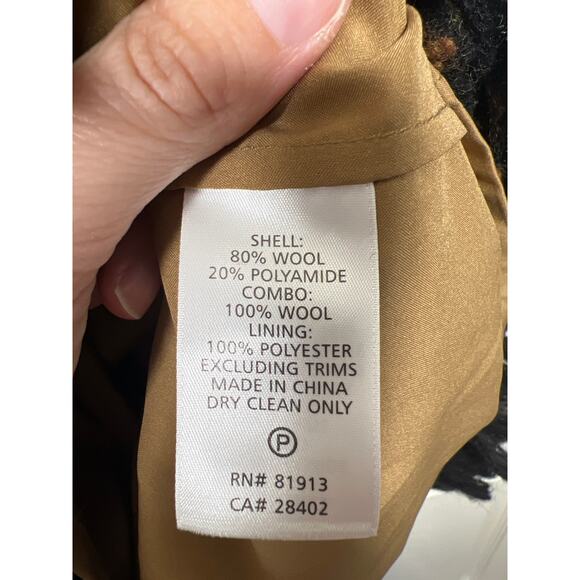 SHELL:
80% WOOL
20% POLYAMIDE
COMBO:
100% WOOL
LINING:
100% POLYESTER
EXCLUDING TRIMS
MADE IN CHINA
DRY CLEAN ONLY
P
RN# 81913
CA# 28402